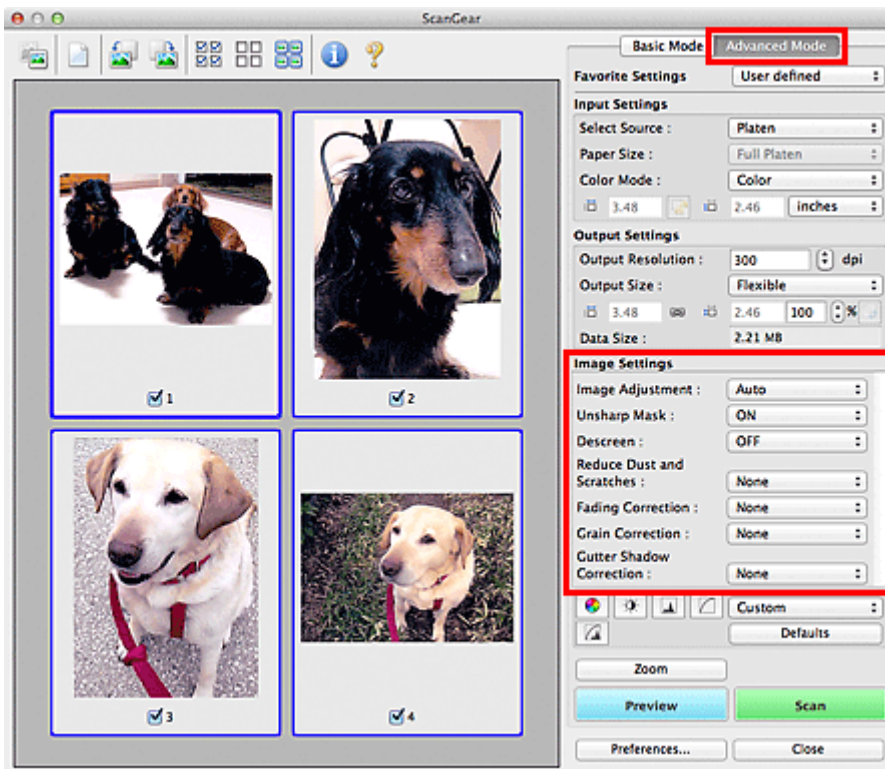 ScanGear
Basic Mode Advanced Mode
Favorite Settings User defined
Input Settings
Select Source : Platen
Paper Size : Full Platen
Color Mode : Color
3.48 2.46 inches
Output Settings
Output Resolution : 300 dpi
Output Size : Flexible
3.48 2.46 100 %
Data Size : 2.21 MB
Image Settings
Image Adjustment : Auto
Unsharp Mask : ON
Descreen : OFF
Reduce Dust and
Scratches : None
Fading Correction : None
Grain Correction : None
Gutter Shadow
Correction : None
Custom
Defaults
Zoom
Preview Scan
Preferences... Close
1
2
3
4